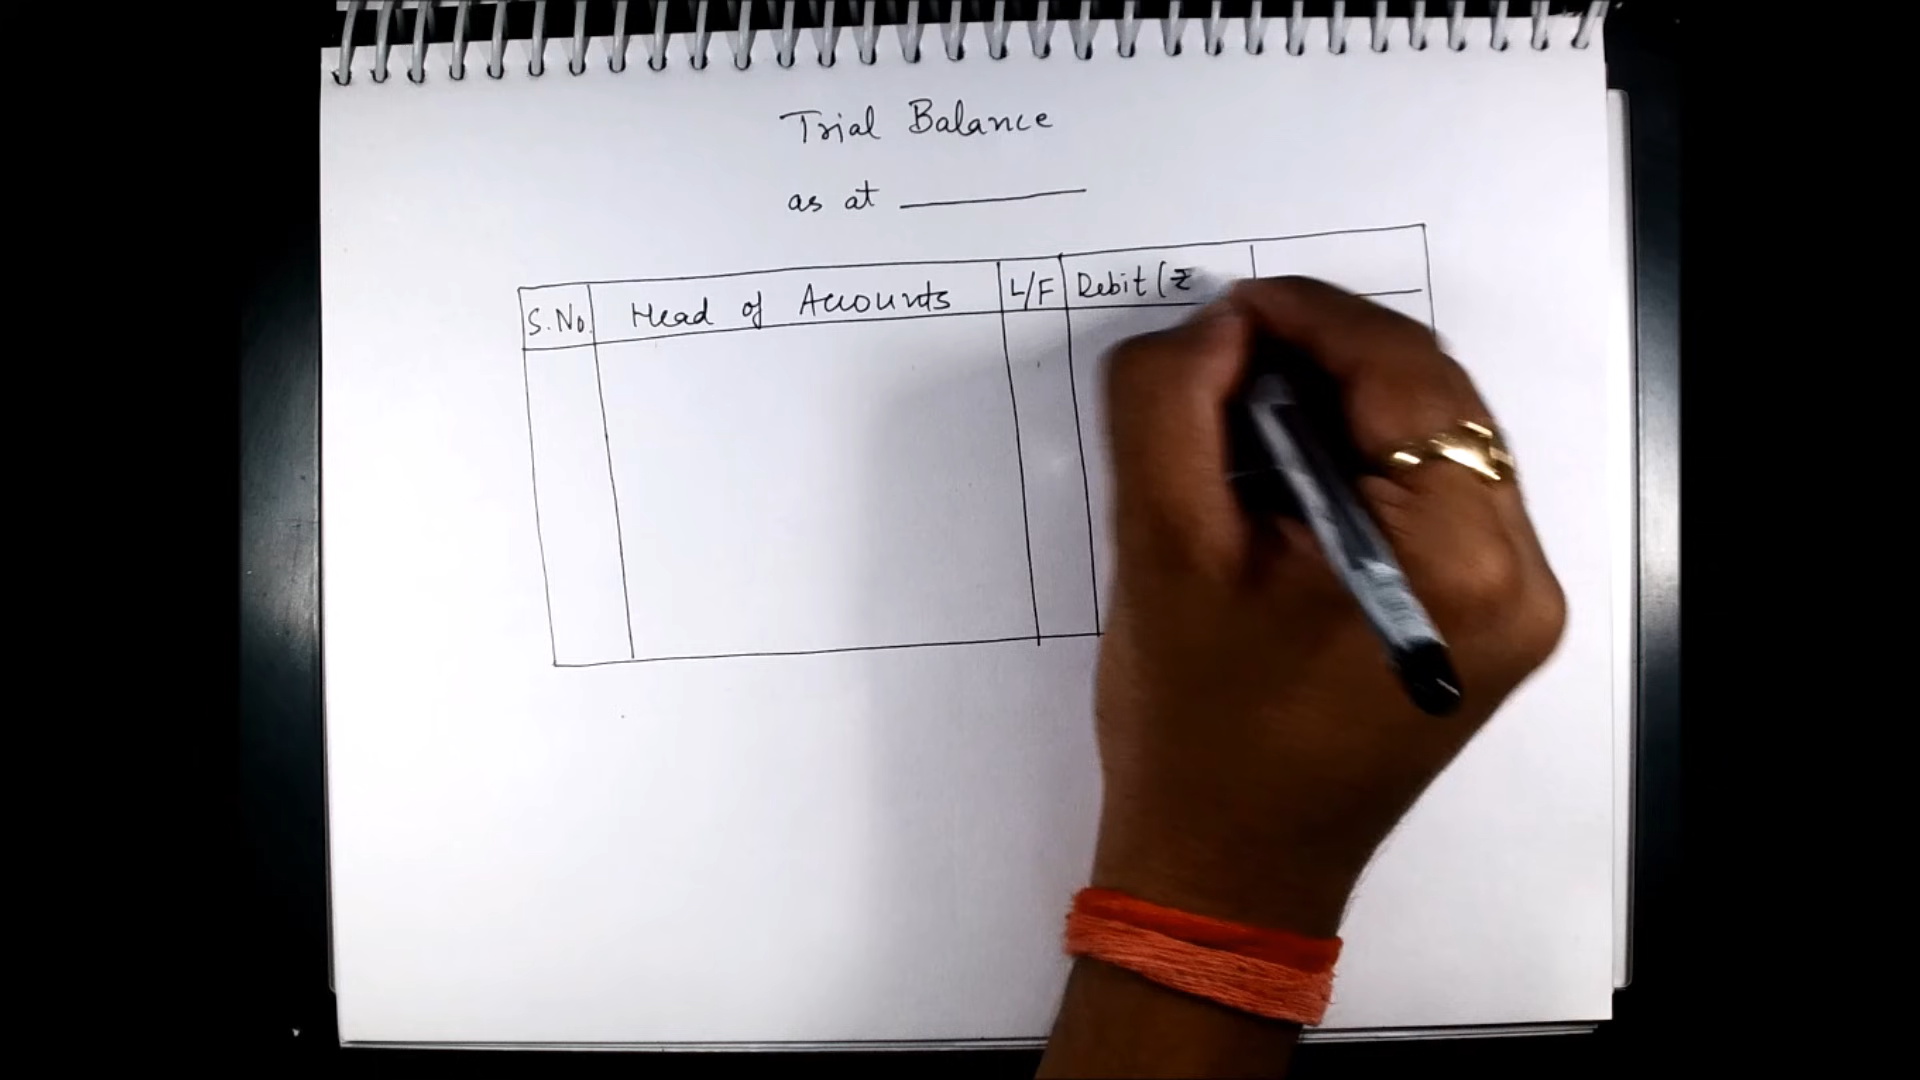 Trial Balance
as at
S.No. Head of Accounts L/F Debit (₹